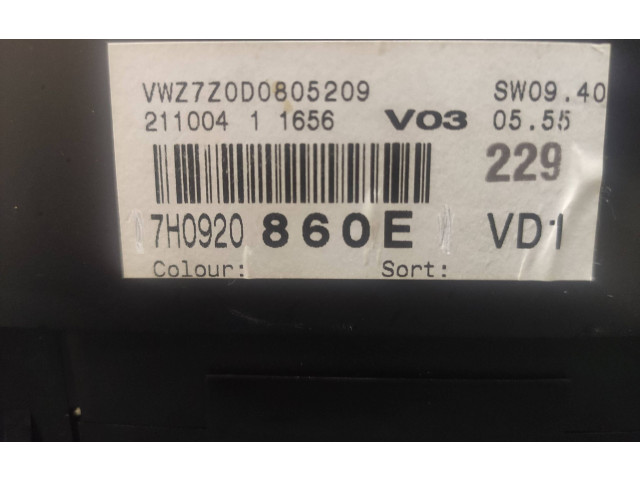 VWZ7Z0D0805209 SW09.40
211004 1 1656 V03 05.55
229
7H0920 860E VD1
Colour: Sort: